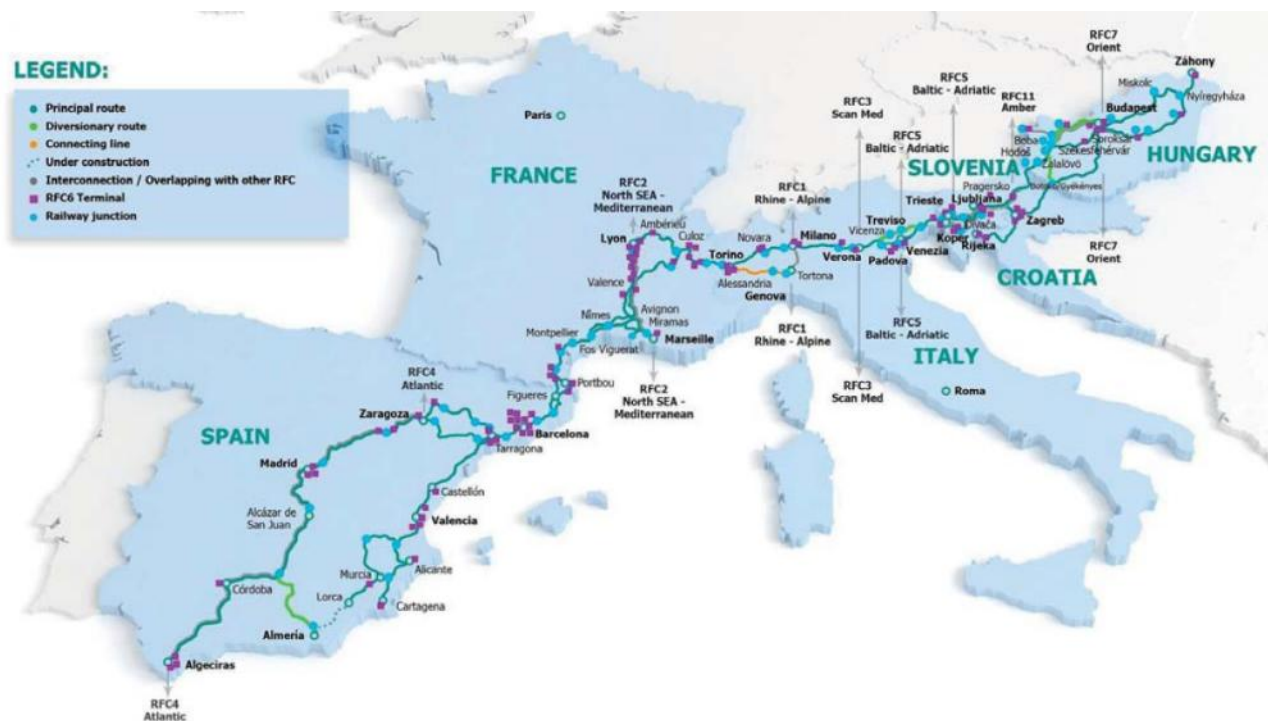 LEGEND:
Principal route
Diversionary route
Connecting line
Under construction
Interconnection / Overlapping with other RFC
RFC6 Terminal
Railway junction
Paris
FRANCE
RFC2
North SEA -
Mediterranean
Ambérieu
Lyon
Culoz
Valence
Avignon
Nîmes
Miramas
Montpellier
Fos Viguerat
Marseille
RFC2
North SEA -
Mediterranean
Portbou
Figueres
RFC4
Atlantic
Zaragoza
Barcelona
Tarragona
SPAIN
Madrid
Castellón
Alcázar de
San Juan
Valencia
Alicante
Murcia
Córdoba
Lorca
Cartagena
Almería
Algeciras
RFC4
Atlantic
RFC1
Rhine - Alpine
Novara
Milano
Torino
Alessandria
Tortona
Genova
RFC1
Rhine - Alpine
RFC3
Scan Med
Verona
Vicenza
Treviso
Padova
Venezia
RFC3
Scan Med
RFC5
Baltic - Adriatic
RFC5
Baltic - Adriatic
RFC5
Baltic - Adriatic
ITALY
Roma
RFC11
Amber
RFC7
Orient
Záhony
Miskolc
Nyíregyháza
Budapest
Boba
Soroksár
Hodoš
Székesfehérvár
HUNGARY
SLOVENIA
Zalalövő
Pragersko
Trieste
Ljubljana
Divača
Koper
Rijeka
Zagreb
RFC7
Orient
CROATIA